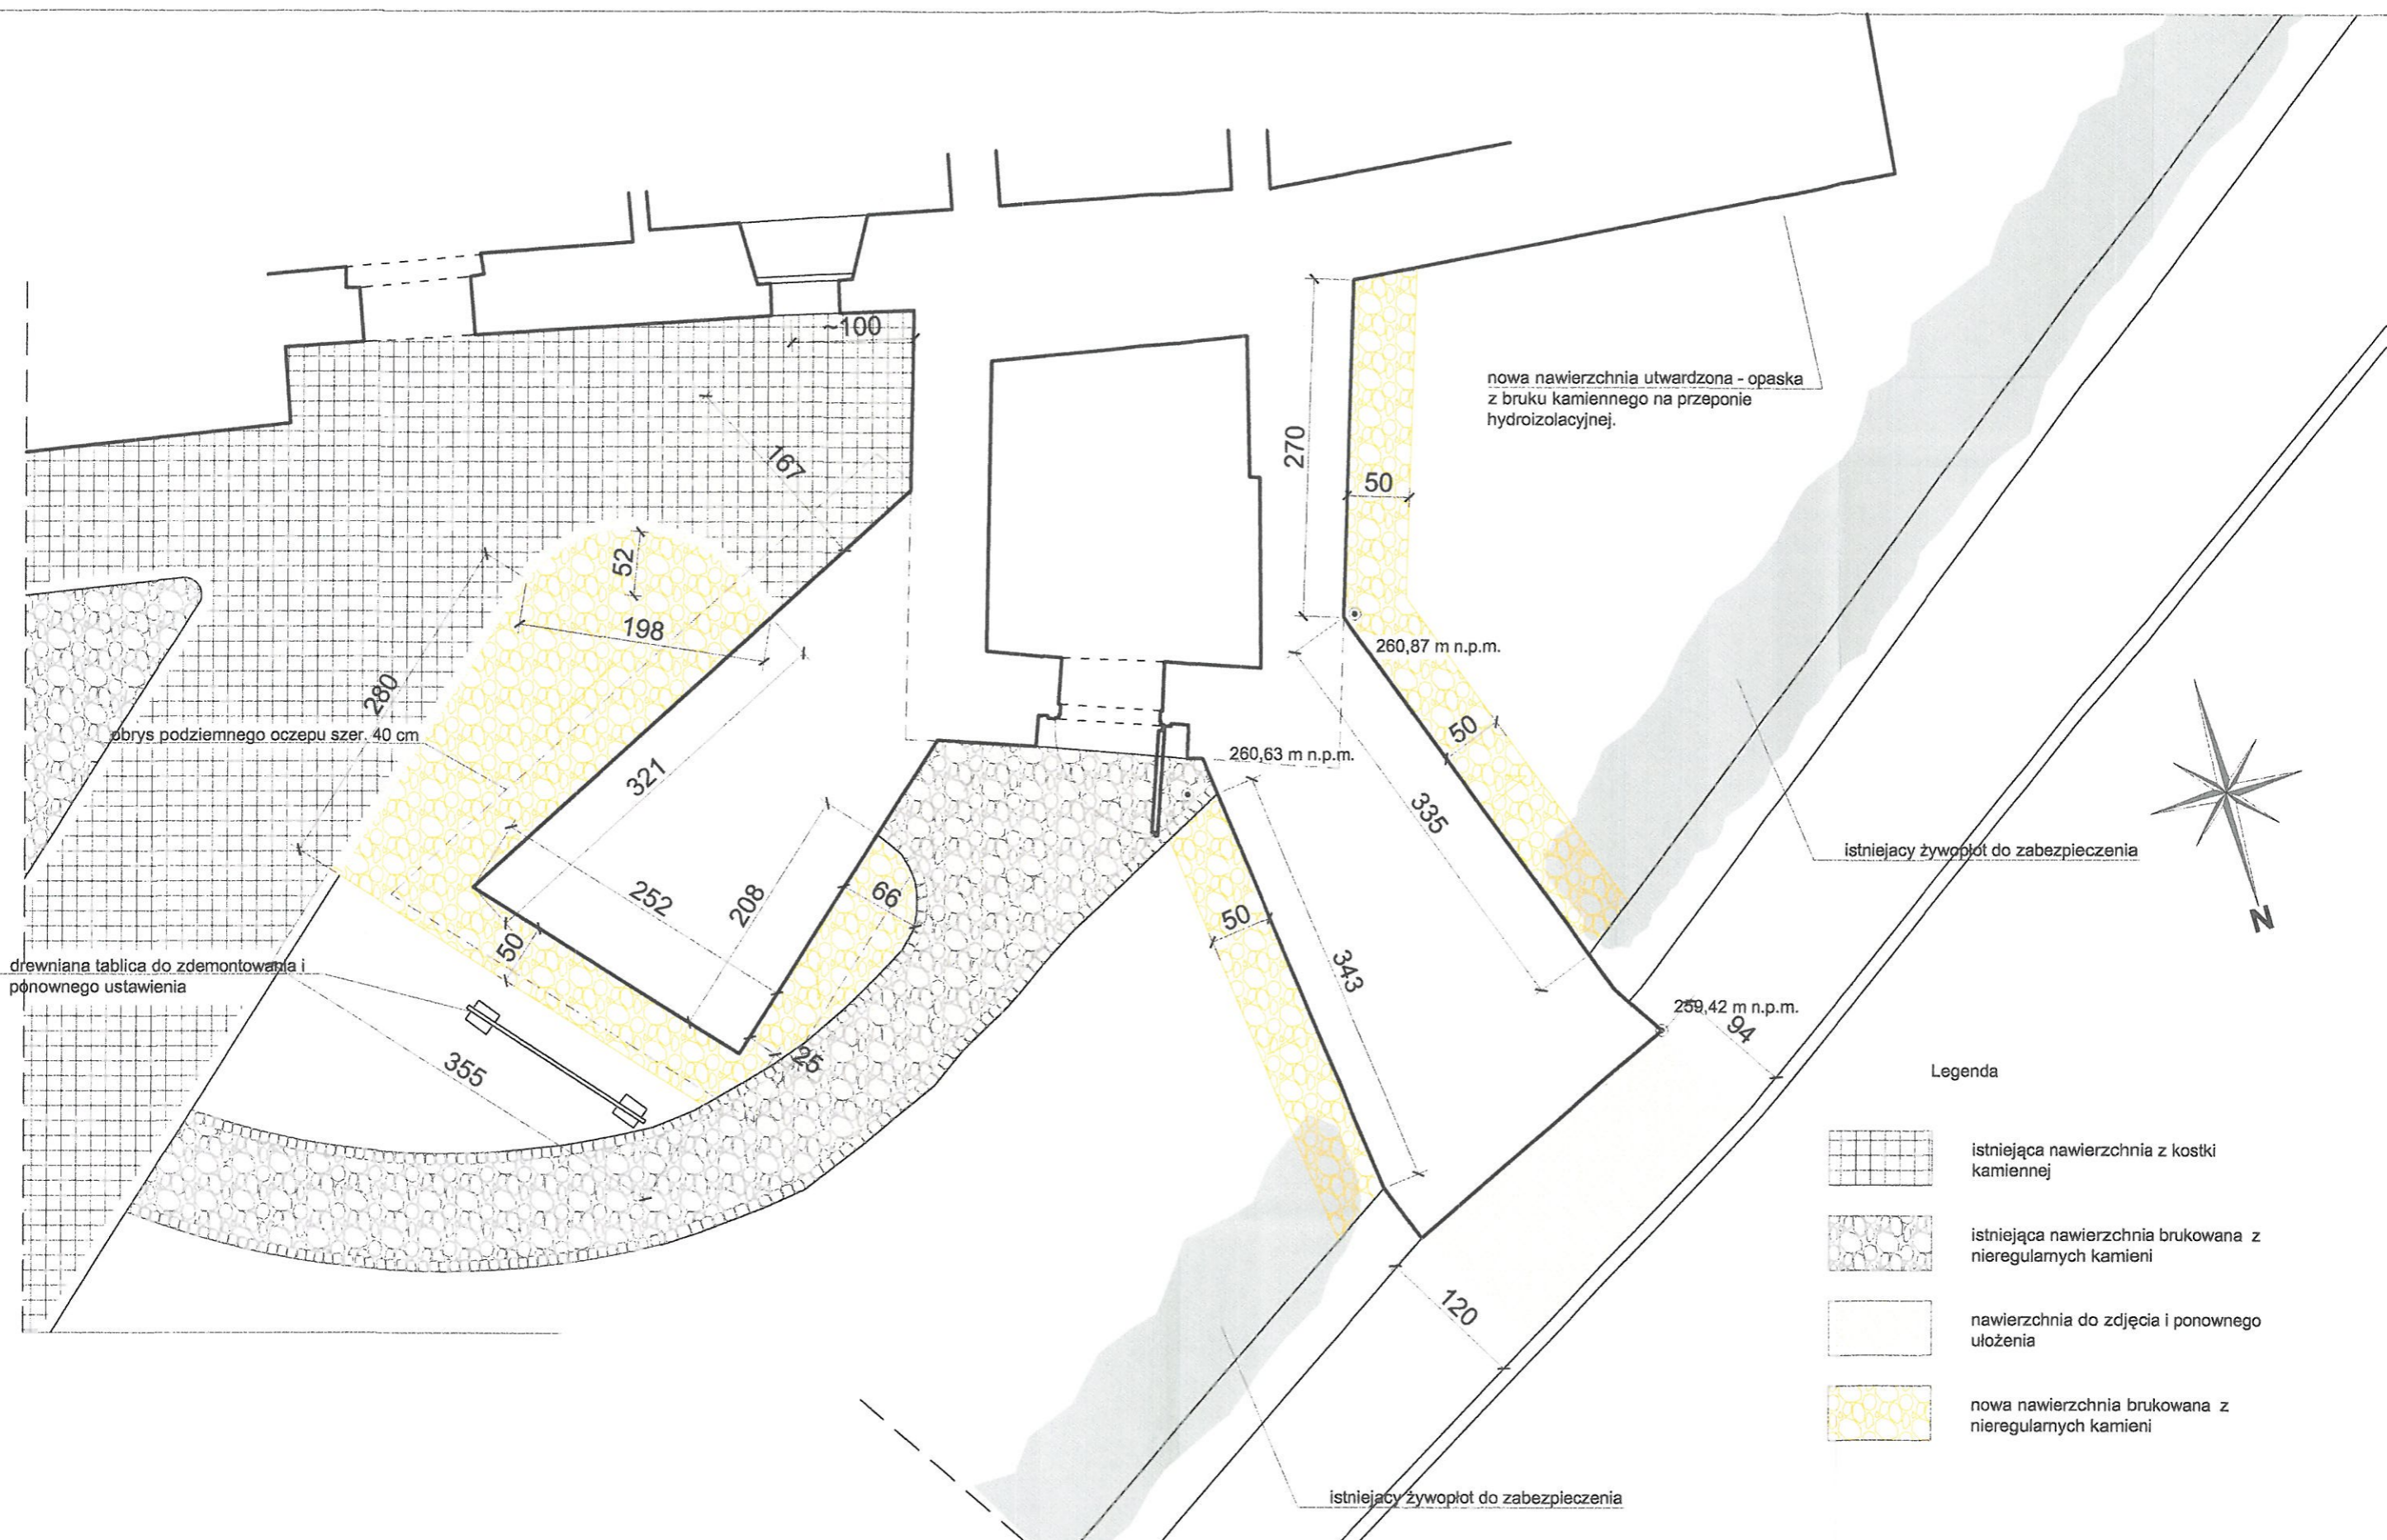 ~100
nowa nawierzchnia utwardzona - opaska
z bruku kamiennego na przeponie
hydroizolacyjnej.
270
167
50
52
198
260,87 m n.p.m.
280
obrys podziemnego oczepu szer. 40 cm
50
260,63 m n.p.m.
321
335
istniejacy żywopłot do zabezpieczenia
252
208
66
50
50
N
drewniana tablica do zdemontowania i
ponownego ustawienia
343
259,42 m n.p.m.
94
355
25
Legenda
istniejąca nawierzchnia z kostki
kamiennej
istniejąca nawierzchnia brukowana z
nieregularnych kamieni
120
nawierzchnia do zdjęcia i ponownego
ułożenia
nowa nawierzchnia brukowana z
nieregularnych kamieni
istniejacy żywopłot do zabezpieczenia